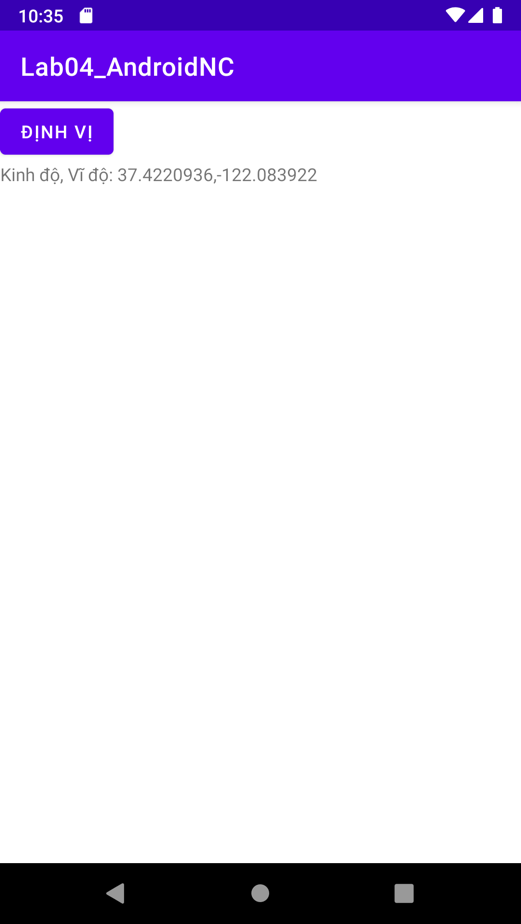 10:35
Lab04_AndroidNC
ĐỊNH VỊ
Kinh độ, Vĩ độ: 37.4220936,-122.083922